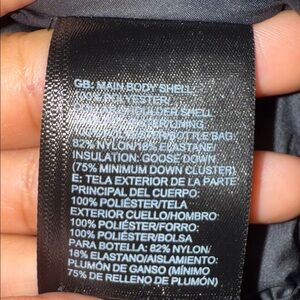 GB: MAIN BODY SHELL:
100% POLYESTER/
SHELL
LINING
BOTTLE BAG:
82% NYLON/18% ELASTANE/
INSULATION: GOOSE DOWN
(75% MINIMUM DOWN CLUSTER)
E: TELA EXTERIOR DE LA PARTE
PRINCIPAL DEL CUERPO:
100% POLIÉSTER/TELA
EXTERIOR CUELLO/HOMBRO:
100% POLIÉSTER/FORRO:
100% POLIÉSTER/BOLSA
PARA BOTELLA: 82% NYLON/
18% ELASTANO/AISLAMIENTO:
PLUMÓN DE GANSO (MÍNIMO
75% DE RELLENO DE PLUMÓN)